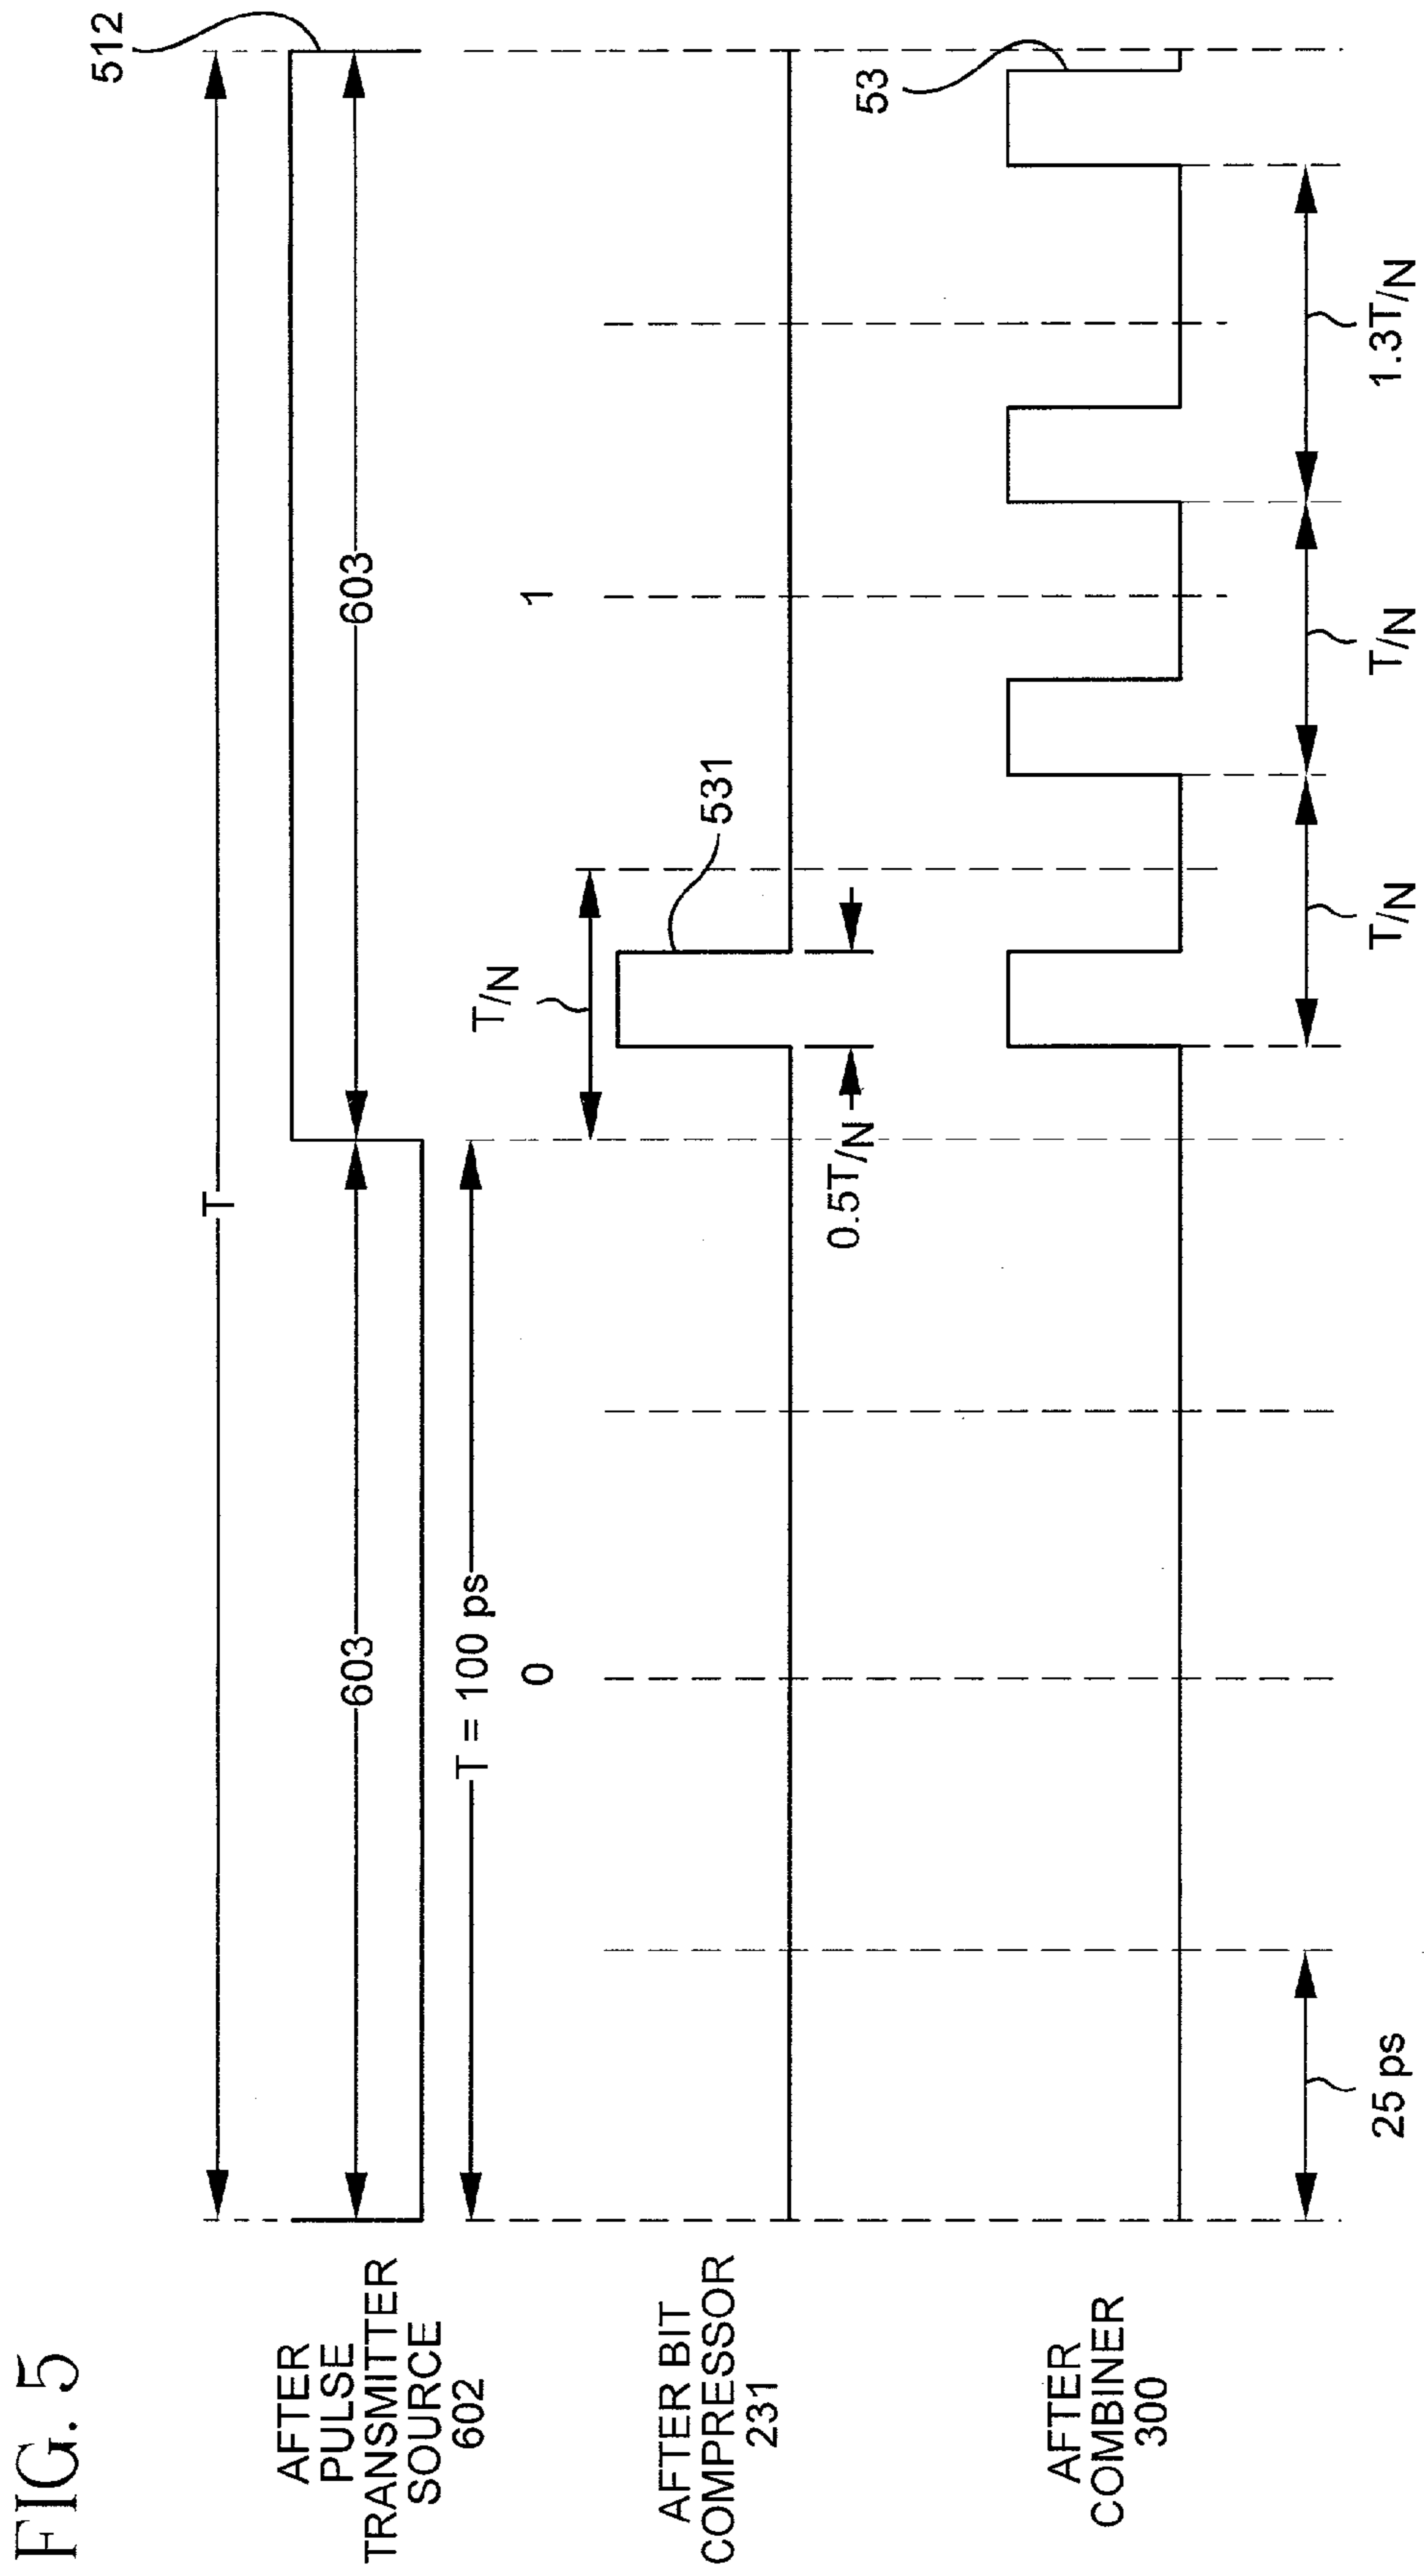 FIG. 5
T
512
AFTER
PULSE
TRANSMITTER
SOURCE
602
603
603
T = 100 ps
0
1
T/N
531
AFTER BIT
COMPRESSOR
231
0.5T/N
53
AFTER
COMBINER
300
25 ps
T/N
T/N
1.3T/N